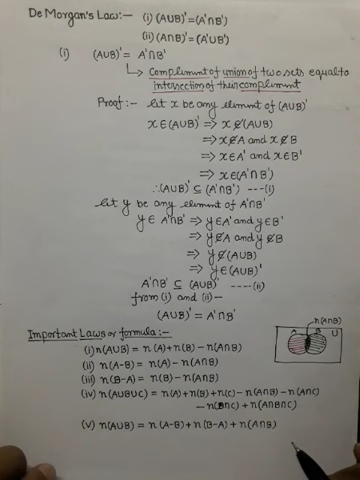 De Morgan's Law:- (i) (A∪B)' = (A'∩B')
(ii) (A∩B)' = (A'∪B')
(i) (A∪B)' = A'∩B'
↳ Compliment of union of two sets equal to
intersection of their compliment
Proof:- let x be any element of (A∪B)'
x∈(A∪B)' ⇒ x∉(A∪B)
⇒ x∉A and x∉B
⇒ x∈A' and x∈B'
⇒ x∈(A'∩B')
∴(A∪B)' ⊆ (A'∩B') ---(i)
let y be any element of A'∩B'
y∈ A'∩B' ⇒ y∈A' and y∈B'
⇒ y∉A and y∉B
⇒ y∉(A∪B)
⇒ y∈(A∪B)'
A'∩B' ⊆ (A∪B)' ----(ii)
from (i) and (ii)-
(A∪B)' = A'∩B'
n(A∩B)
A B U
Important Laws or formula:-
(i) n(A∪B) = n(A)+n(B) - n(A∩B)
(ii) n(A-B) = n(A) - n(A∩B)
(iii) n(B-A) = n(B) - n(A∩B)
(iv) n(A∪B∪C) = n(A)+n(B)+n(C) - n(A∩B) - n(A∩C)
- n(B∩C) + n(A∩B∩C)
(v) n(A∪B) = n(A-B) + n(B-A) + n(A∩B)